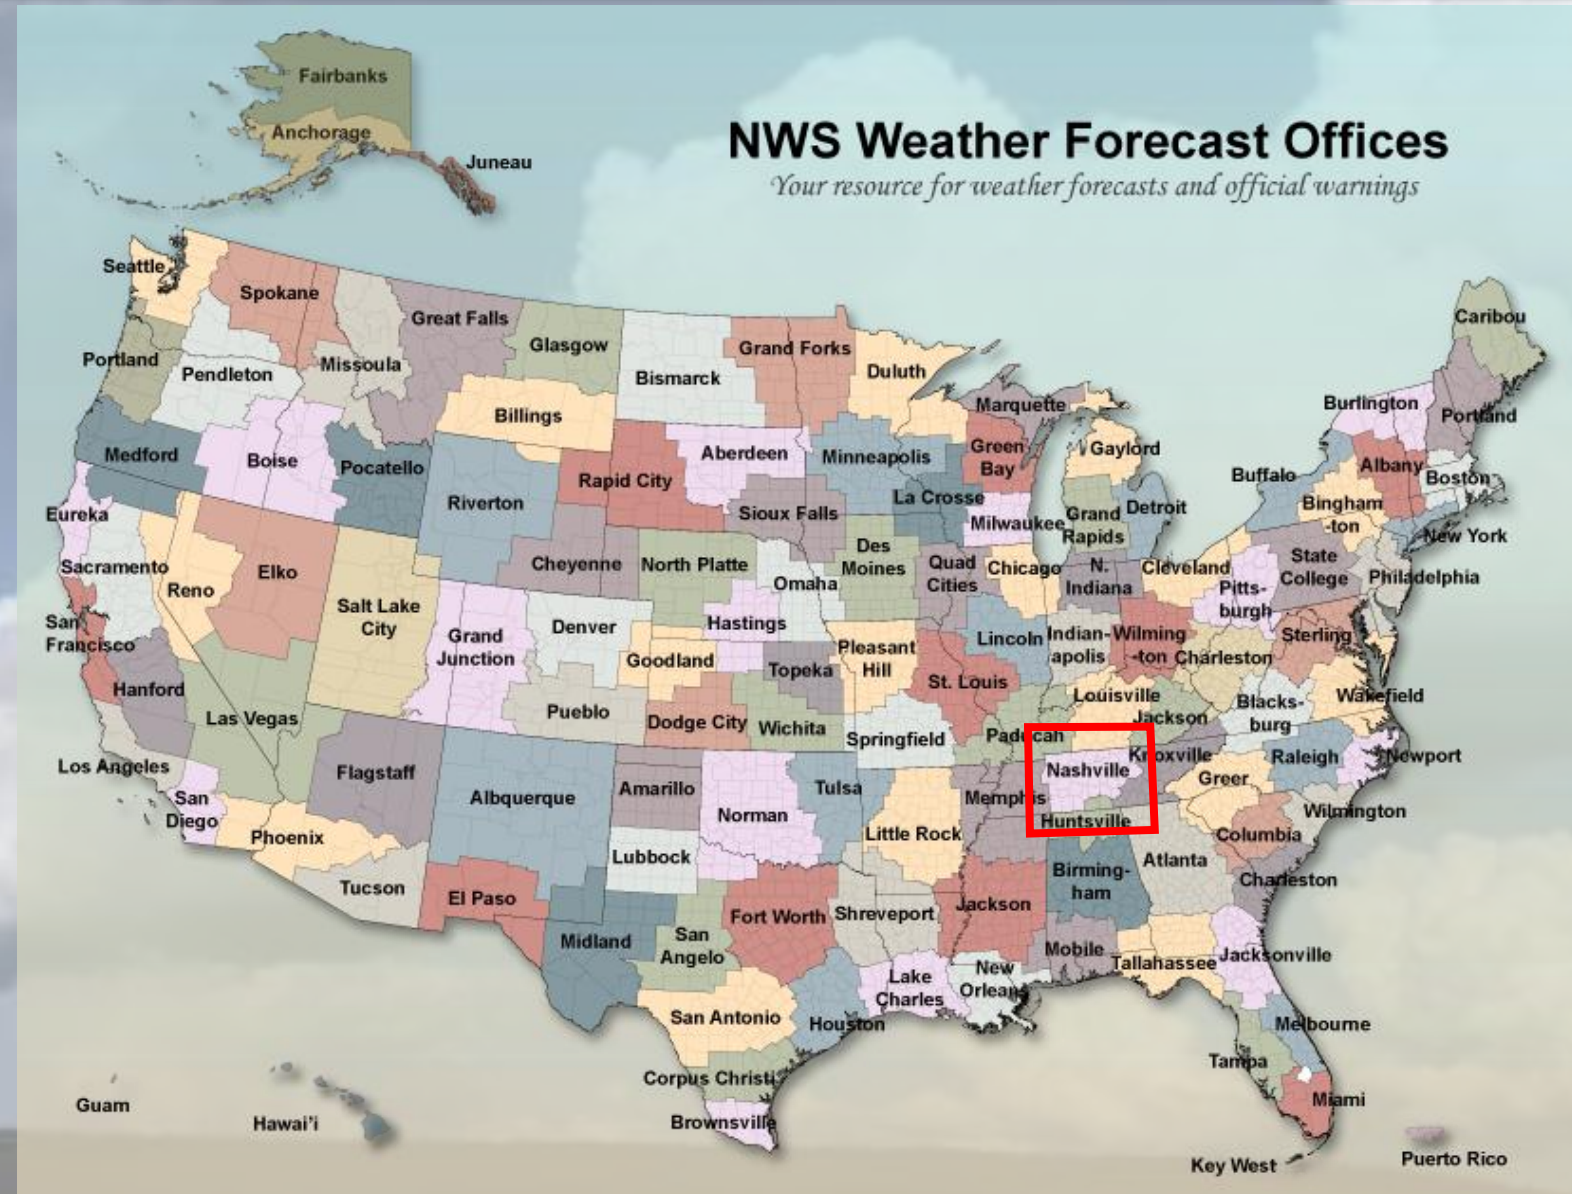 Fairbanks
Anchorage
Juneau
NWS Weather Forecast Offices
Your resource for weather forecasts and official warnings
Seattle
Spokane
Great Falls
Glasgow
Portland
Pendleton
Missoula
Bismarck
Grand Forks
Duluth
Caribou
Billings
Marquette
Burlington
Portland
Medford
Boise
Pocatello
Riverton
Rapid City
Aberdeen
Minneapolis
Green
Bay
Gaylord
Buffalo
Albany
Boston
Eureka
Sioux Falls
La Crosse
Milwaukee
Grand
Rapids
Detroit
Bingham
-ton
New York
Sacramento
Reno
Elko
Cheyenne
North Platte
Omaha
Des
Moines
Quad
Cities
Chicago
N.
Indiana
Cleveland
Pitts-
burgh
State
College
Philadelphia
San
Francisco
Salt Lake
City
Grand
Junction
Denver
Hastings
Goodland
Topeka
Pleasant
Hill
Lincoln
Indian-
apolis
Wilming
-ton
Charleston
Sterling
Hanford
Las Vegas
Pueblo
Dodge City
Wichita
Springfield
St. Louis
Louisville
Jackson
Blacks-
burg
Wakefield
Paducah
Los Angeles
Flagstaff
Albquerque
Amarillo
Norman
Tulsa
Little Rock
Memphis
Nashville
Knoxville
Greer
Raleigh
Newport
San
Diego
Phoenix
Huntsville
Columbia
Wilmington
Tucson
El Paso
Lubbock
Birming-
ham
Atlanta
Charleston
Midland
San
Angelo
Fort Worth
Shreveport
Jackson
Mobile
Tallahassee
Jacksonville
San Antonio
Houston
Lake
Charles
New
Orleans
Melbourne
Tampa
Corpus Christi
Brownsville
Miami
Guam
Hawai'i
Key West
Puerto Rico